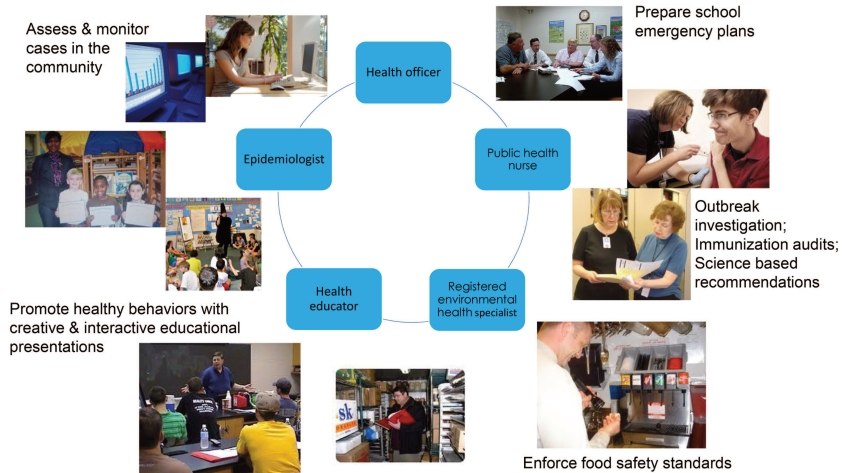 Assess & monitor
cases in the
community
Prepare school
emergency plans
Health officer
Epidemiologist
Public health
nurse
Outbreak
investigation;
Immunization audits;
Science based
recommendations
Health
educator
Registered
environmental
health specialist
Promote healthy behaviors with
creative & interactive educational
presentations
sk
Enforce food safety standards